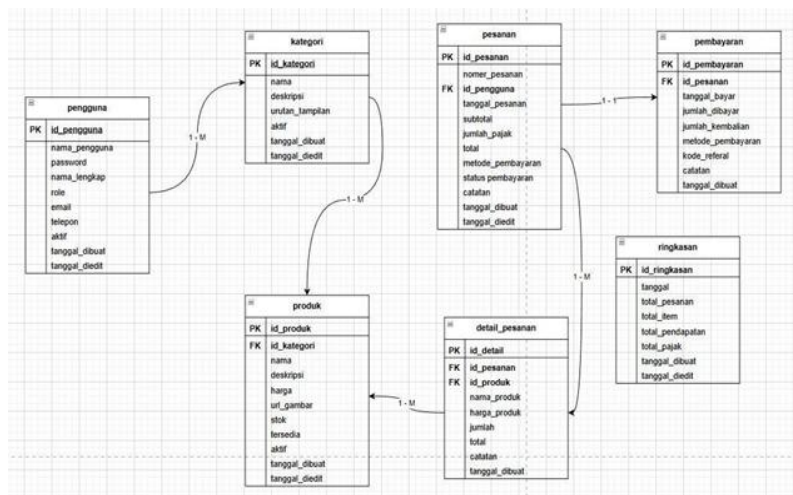 kategori
PK id_kategori
nama
deskripsi
urutan_tampilan
aktif
tanggal_dibuat
tanggal_diedit
pesanan
PK id_pesanan
nomer_pesanan
FK id_pengguna
tanggal_pesanan
subtotal
jumlah_pajak
total
metode_pembayaran
status pembayaran
catatan
tanggal_dibuat
tanggal_diedit
pembayaran
PK id_pembayaran
FK id_pesanan
tanggal_bayar
jumlah_dibayar
jumlah_kembalian
metode_pembayaran
kode_referal
catatan
tanggal_dibuat
pengguna
PK id_pengguna
nama_pengguna
password
nama_lengkap
role
email
telepon
aktif
tanggal_dibuat
tanggal_diedit
1 - M
1 - M
1 - 1
1 - M
1 - M
ringkasan
PK id_ringkasan
tanggal
total_pesanan
total_item
total_pendapatan
total_pajak
tanggal_dibuat
tanggal_diedit
produk
PK id_produk
FK id_kategori
nama
deskripsi
harga
url_gambar
stok
tersedia
aktif
tanggal_dibuat
tanggal_diedit
detail_pesanan
PK id_detail
FK id_pesanan
FK id_produk
nama_produk
harga_produk
jumlah
total
catatan
tanggal_dibuat